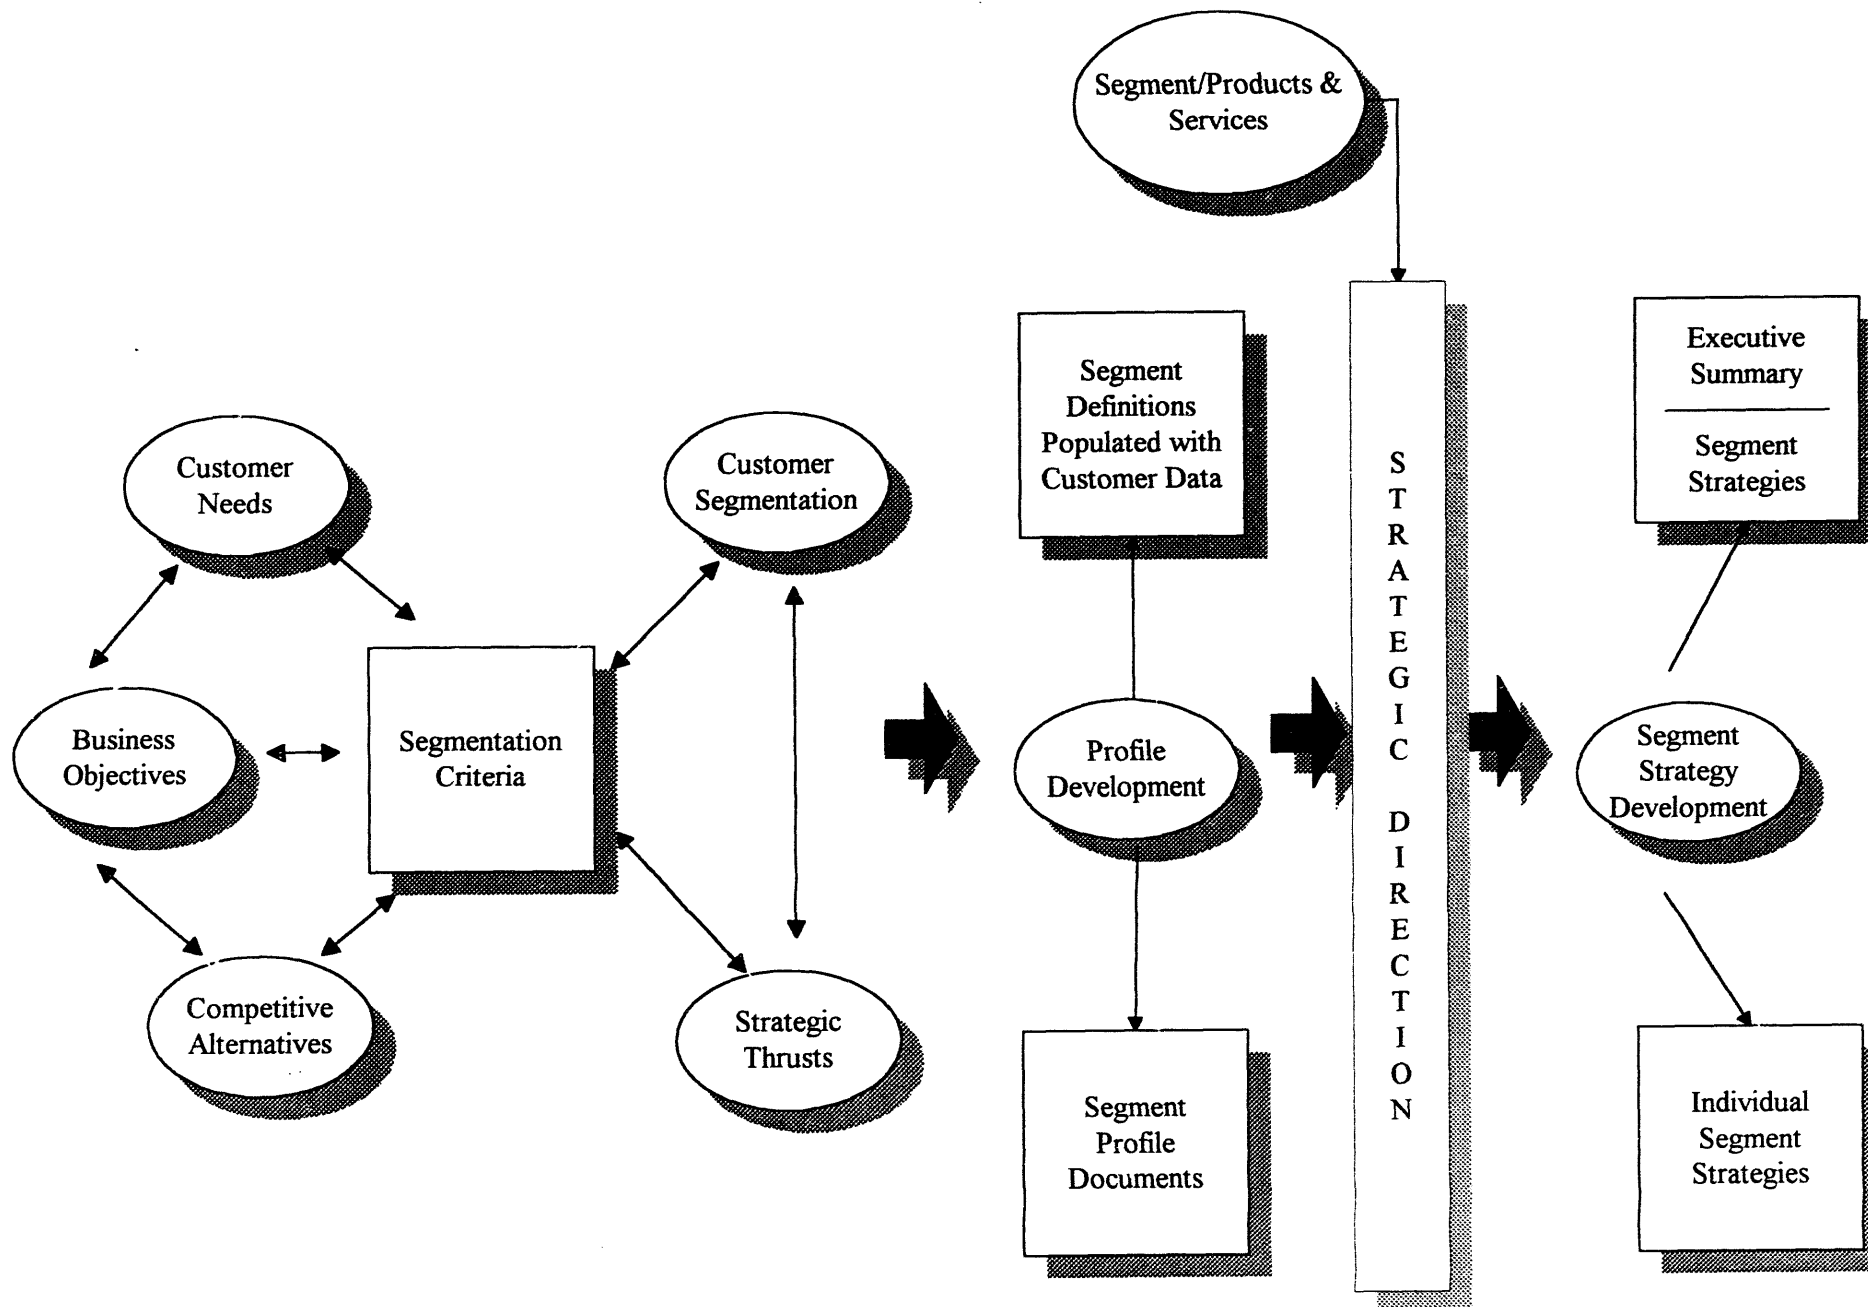 Segment/Products &
Services
Customer
Needs
Customer
Segmentation
Business
Objectives
Segmentation
Criteria
Competitive
Alternatives
Strategic
Thrusts
Segment
Definitions
Populated with
Customer Data
Profile
Development
Segment
Profile
Documents
S
T
R
A
T
E
G
I
C
D
I
R
E
C
T
I
O
N
Executive
Summary
Segment
Strategies
Segment
Strategy
Development
Individual
Segment
Strategies